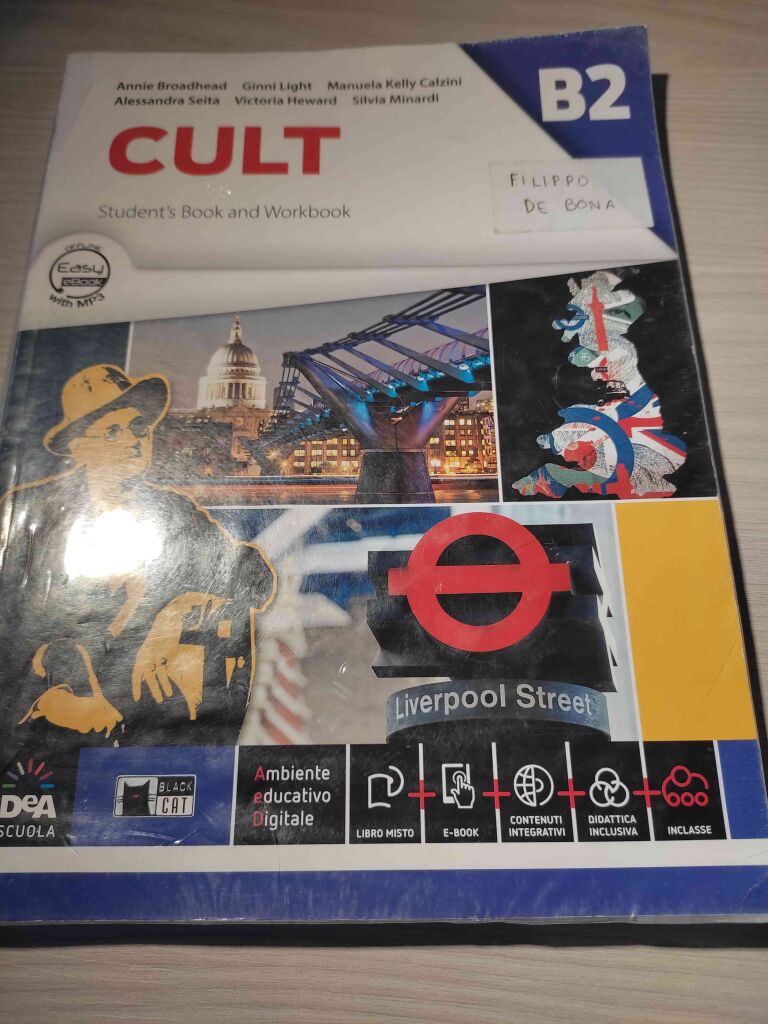 Annie Broadhead Ginni Light Manuela Kelly Calzini
Alessandra Seita Victoria Heward Silvia Minardi
B2
CULT
Student's Book and Workbook
FILIPPO
DE BONA
OFFLINE
Easy
eBook
with MP3
Liverpool Street
DeA
SCUOLA
BLACK
CAT
Ambiente
educativo
Digitale
LIBRO MISTO
E-BOOK
CONTENUTI
INTEGRATIVI
DIDATTICA
INCLUSIVA
INCLASSE